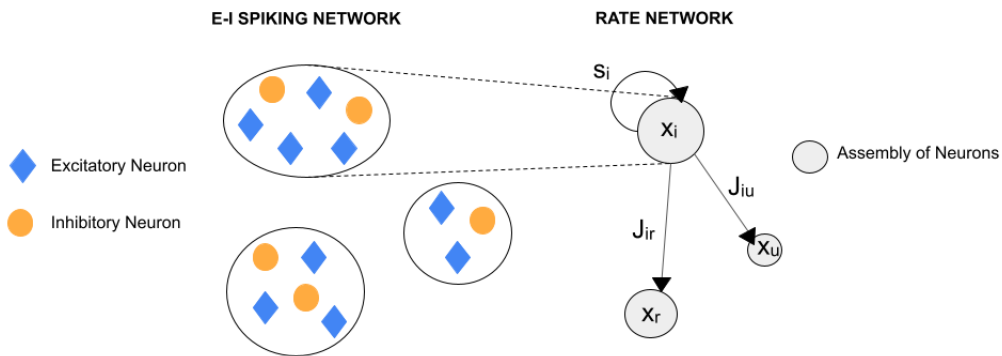 E-I SPIKING NETWORK
RATE NETWORK
Sᵢ
Xᵢ
Excitatory Neuron
Assembly of Neurons
Inhibitory Neuron
Jᵢᵤ
Jᵢᵣ
Xᵤ
Xᵣ